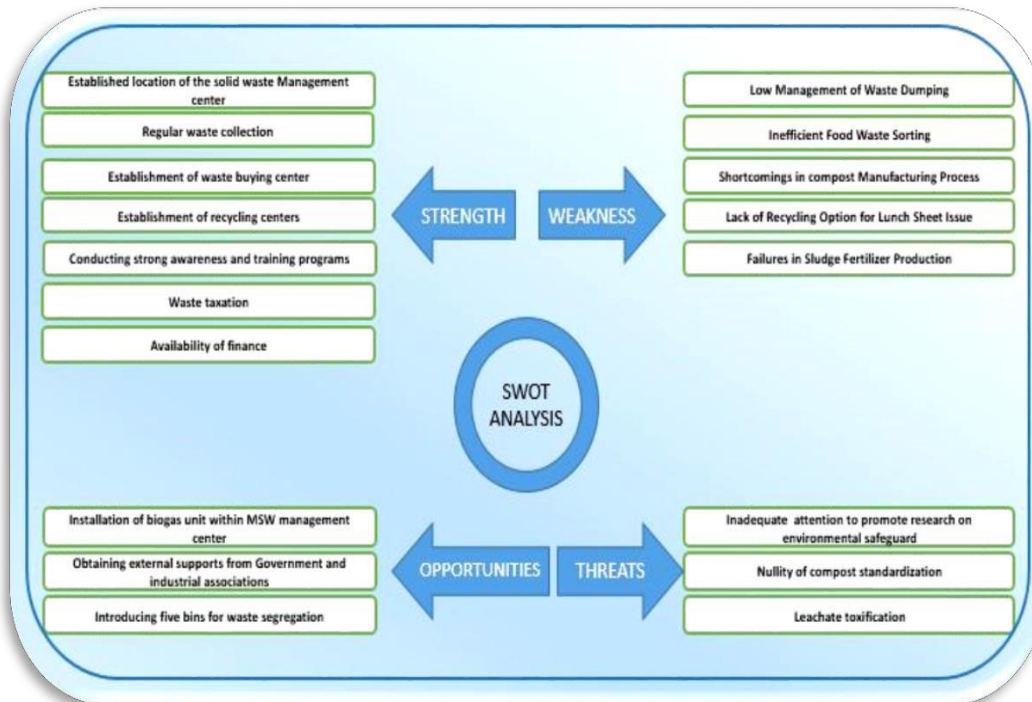 Established location of the solid waste Management
center
Regular waste collection
Establishment of waste buying center
Establishment of recycling centers
Conducting strong awareness and training programs
Waste taxation
Availability of finance
STRENGTH
WEAKNESS
Low Management of Waste Dumping
Inefficient Food Waste Sorting
Shortcomings in compost Manufacturing Process
Lack of Recycling Option for Lunch Sheet Issue
Failures in Sludge Fertilizer Production
SWOT
ANALYSIS
Installation of biogas unit within MSW management
center
Obtaining external supports from Government and
industrial associations
Introducing five bins for waste segregation
OPPORTUNITIES
THREATS
Inadequate attention to promote research on
environmental safeguard
Nullity of compost standardization
Leachate toxification